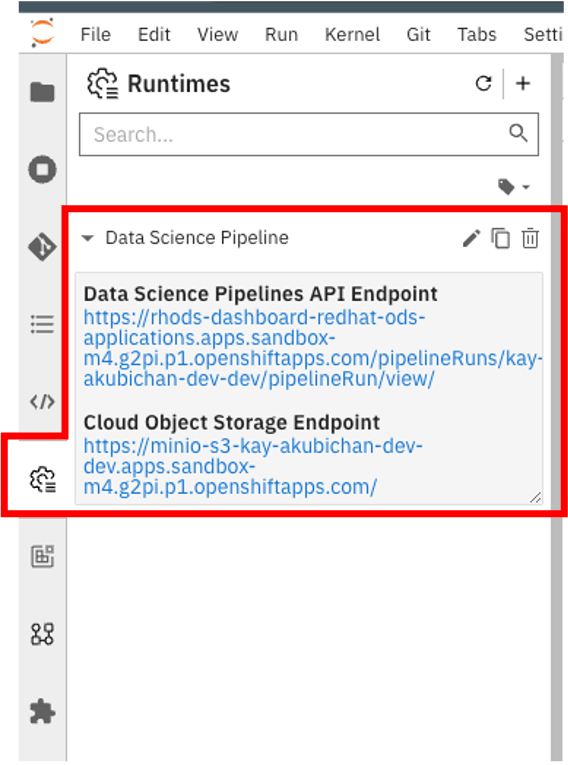 File Edit View Run Kernel Git Tabs Setti
Runtimes
Search...
Data Science Pipeline
Data Science Pipelines API Endpoint
https://rhods-dashboard-redhat-ods-
applications.apps.sandbox-
m4.g2pi.p1.openshiftapps.com/pipelineRuns/kay-
akubichan-dev-dev/pipelineRun/view/
Cloud Object Storage Endpoint
https://minio-s3-kay-akubichan-dev-
dev.apps.sandbox-
m4.g2pi.p1.openshiftapps.com/